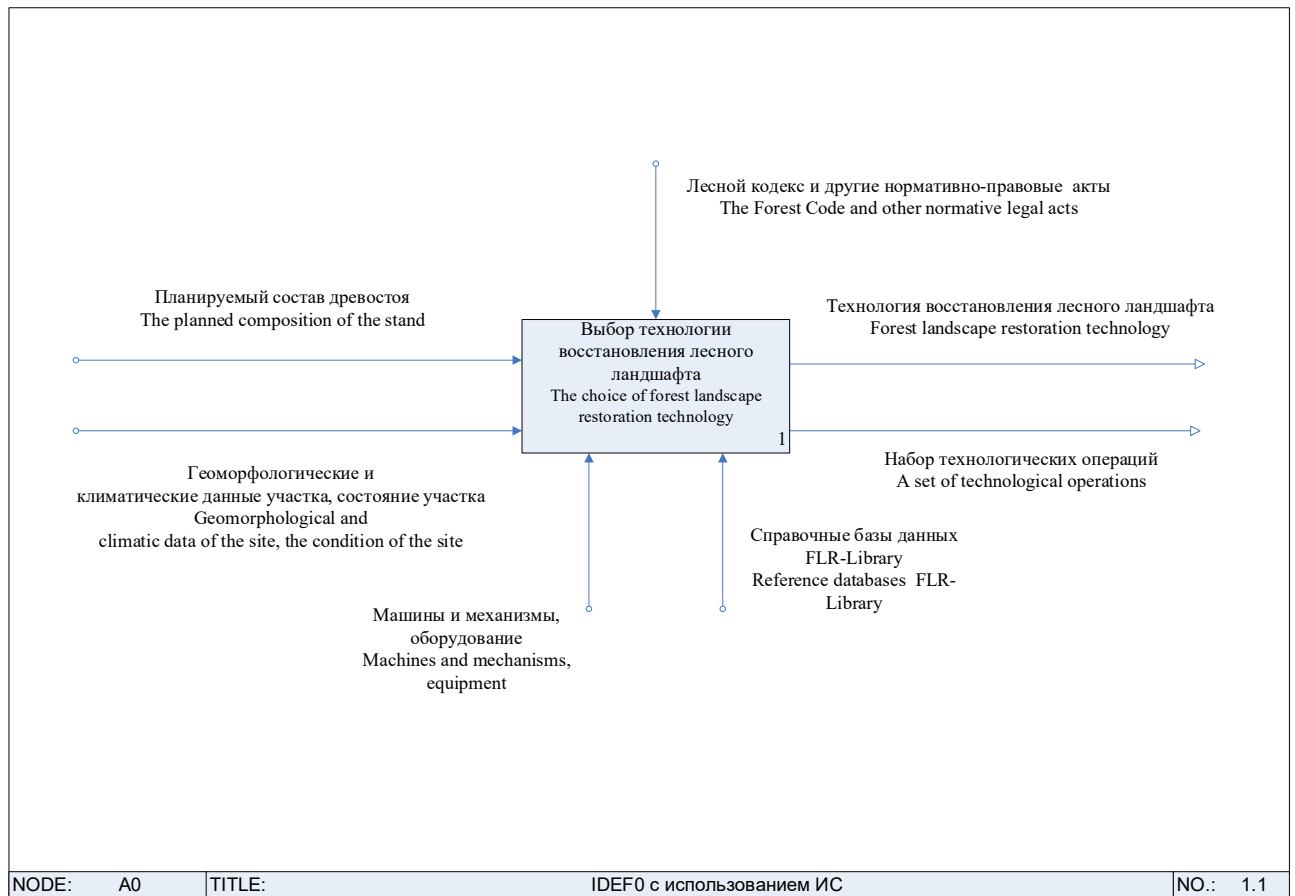 Лесной кодекс и другие нормативно-правовые акты
The Forest Code and other normative legal acts
Планируемый состав древостоя
The planned composition of the stand
Технология восстановления лесного ландшафта
Forest landscape restoration technology
Выбор технологии
восстановления лесного
ландшафта
The choice of forest landscape
restoration technology
1
Геоморфологические и
климатические данные участка, состояние участка
Geomorphological and
climatic data of the site, the condition of the site
Набор технологических операций
A set of technological operations
Справочные базы данных
FLR-Library
Reference databases FLR-
Library
Машины и механизмы,
оборудование
Machines and mechanisms,
equipment
NODE: A0 TITLE: IDEF0 с использованием ИС NO.: 1.1